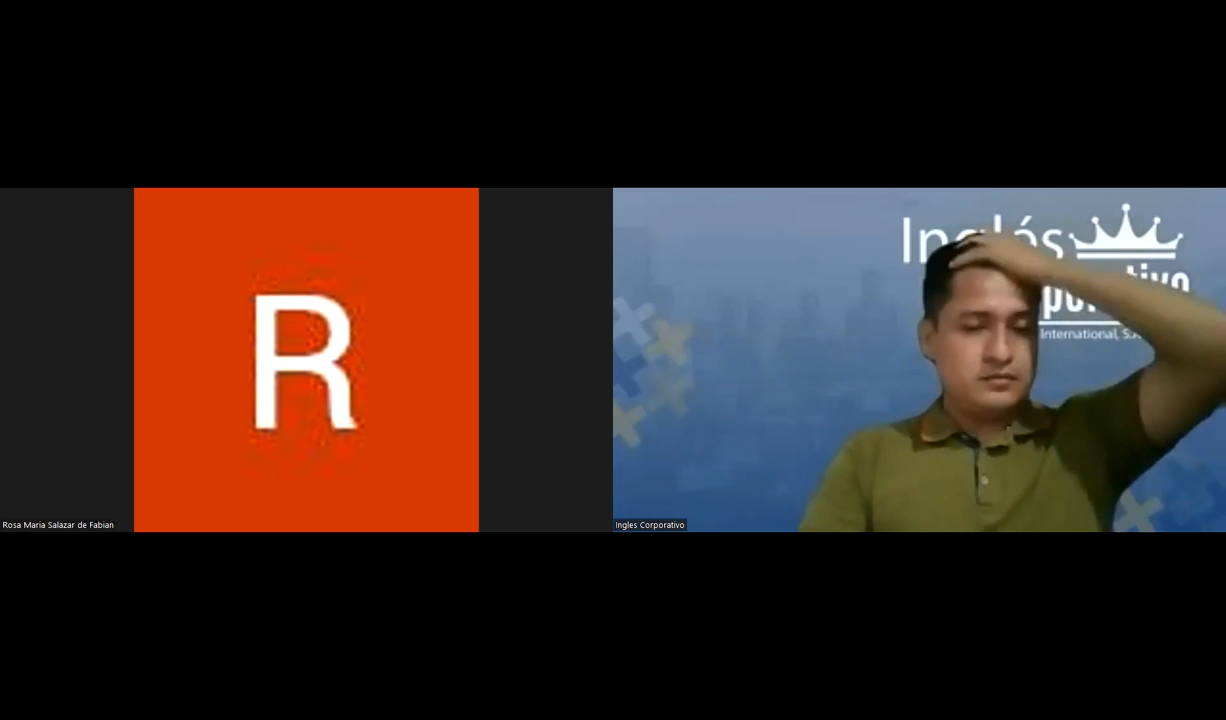 R
Inglés
International, S.A.
Rosa Maria Salazar de Fabian
Ingles Corporativo